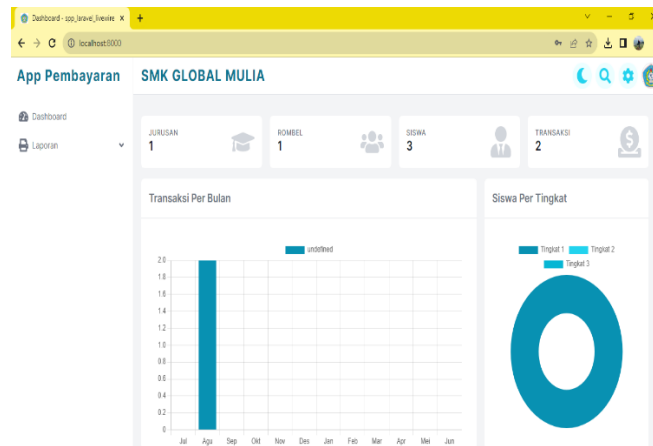 Dashboard - spp_laravel_livewire
localhost:8000
App Pembayaran
SMK GLOBAL MULIA
Dashboard
Laporan
JURUSAN
1
ROMBEL
1
SISWA
3
TRANSAKSI
2
Transaksi Per Bulan
undefined
2.0
1.8
1.6
1.4
1.2
1.0
0.8
0.6
0.4
0.2
0
Jul Agu Sep Okt Nov Des Jan Feb Mar Apr Mei Jun
Siswa Per Tingkat
Tingkat 1 Tingkat 2
Tingkat 3